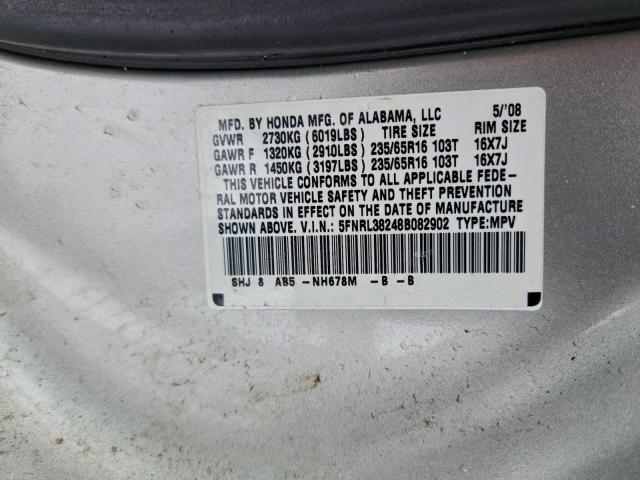 MFD. BY HONDA MFG. OF ALABAMA, LLC 5/'08
GVWR 2730KG (6019LBS) TIRE SIZE RIM SIZE
GAWR F 1320KG (2910LBS) 235/65R16 103T 16X7J
GAWR R 1450KG (3197LBS) 235/65R16 103T 16X7J
THIS VEHICLE CONFORMS TO ALL APPLICABLE FEDE-
RAL MOTOR VEHICLE SAFETY AND THEFT PREVENTION
STANDARDS IN EFFECT ON THE DATE OF MANUFACTURE
SHOWN ABOVE. V.I.N.: 5FNRL38248B082902 TYPE:MPV
SHJ 8 AB5 -NH678M -B -B